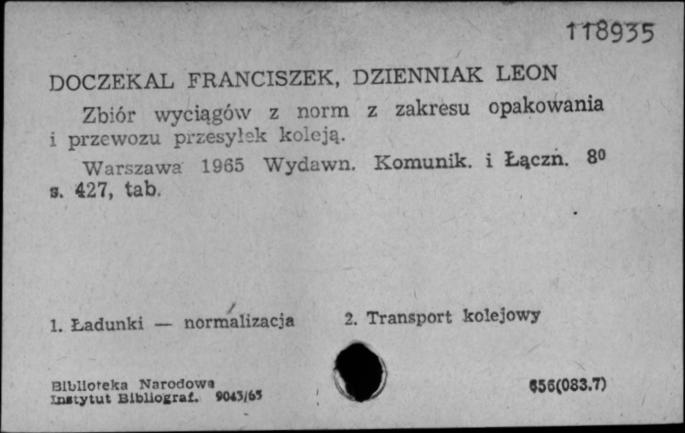 118935
DOCZEKAL FRANCISZEK, DZIENNIAK LEON
Zbiór wyciągów z norm z zakresu opakowania
i przewozu przesyłek koleją.
Warszawa 1965 Wydawn. Komunik. i Łączn. 8⁰
s. 427, tab.
1. Ładunki — normalizacja 2. Transport kolejowy
Biblioteka Narodowa
Instytut Bibliograf. 9043/65 656(083.7)